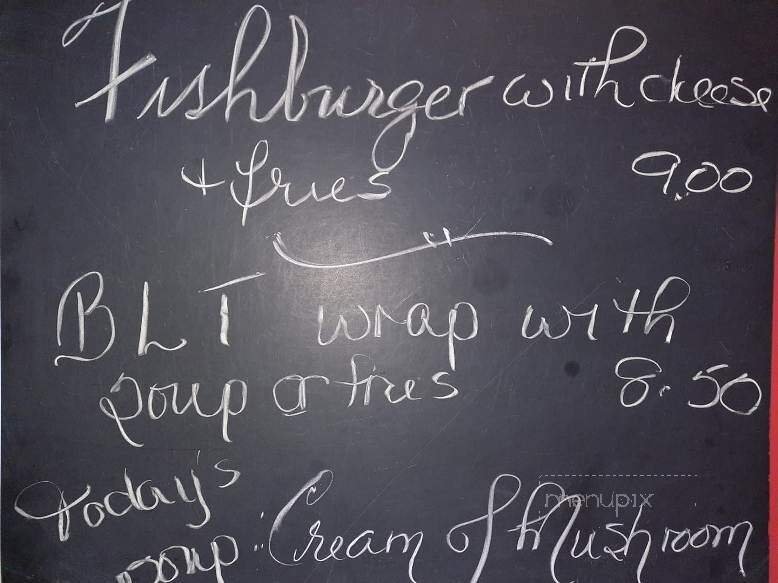 Fishburger with cheese
+ fries 9.00
BLT wrap with
soup or fries 8.50
Today's
soup: Cream of Mushroom
menupix